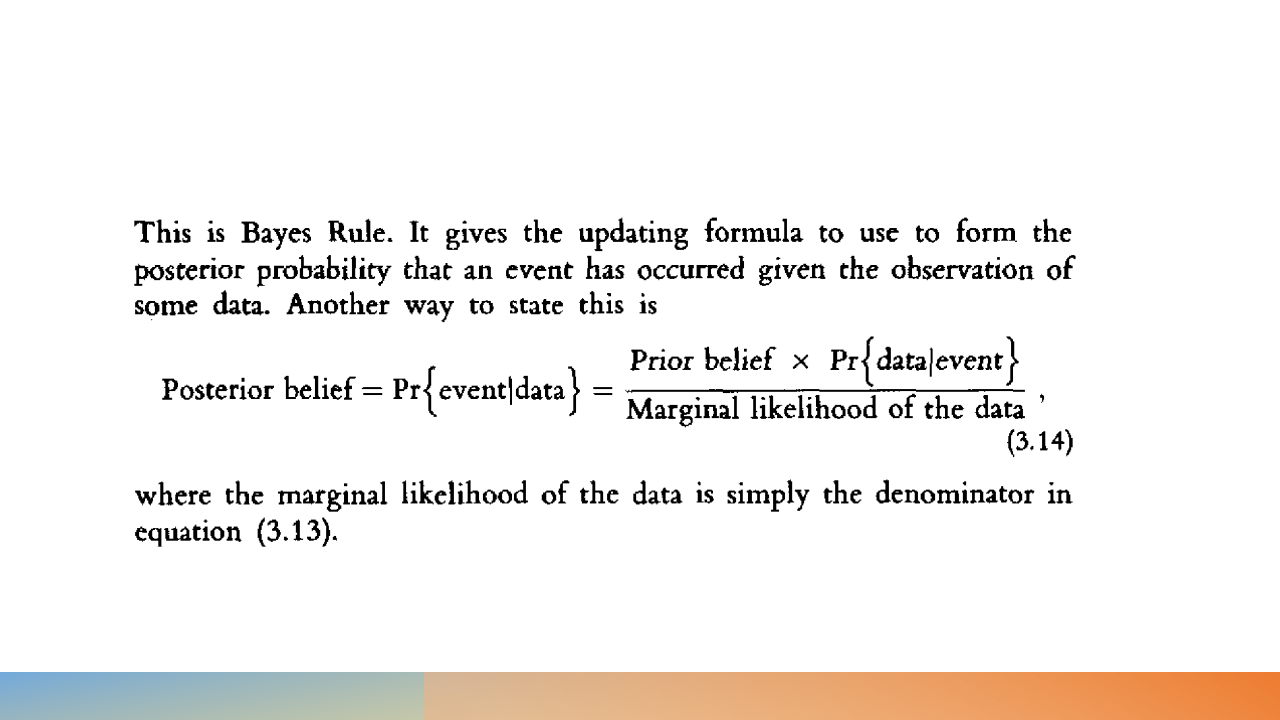 This is Bayes Rule. It gives the updating formula to use to form the
posterior probability that an event has occurred given the observation of
some data. Another way to state this is
Posterior belief = Pr{event|data} = Prior belief × Pr{data|event}
Marginal likelihood of the data ,
(3.14)
where the marginal likelihood of the data is simply the denominator in
equation (3.13).